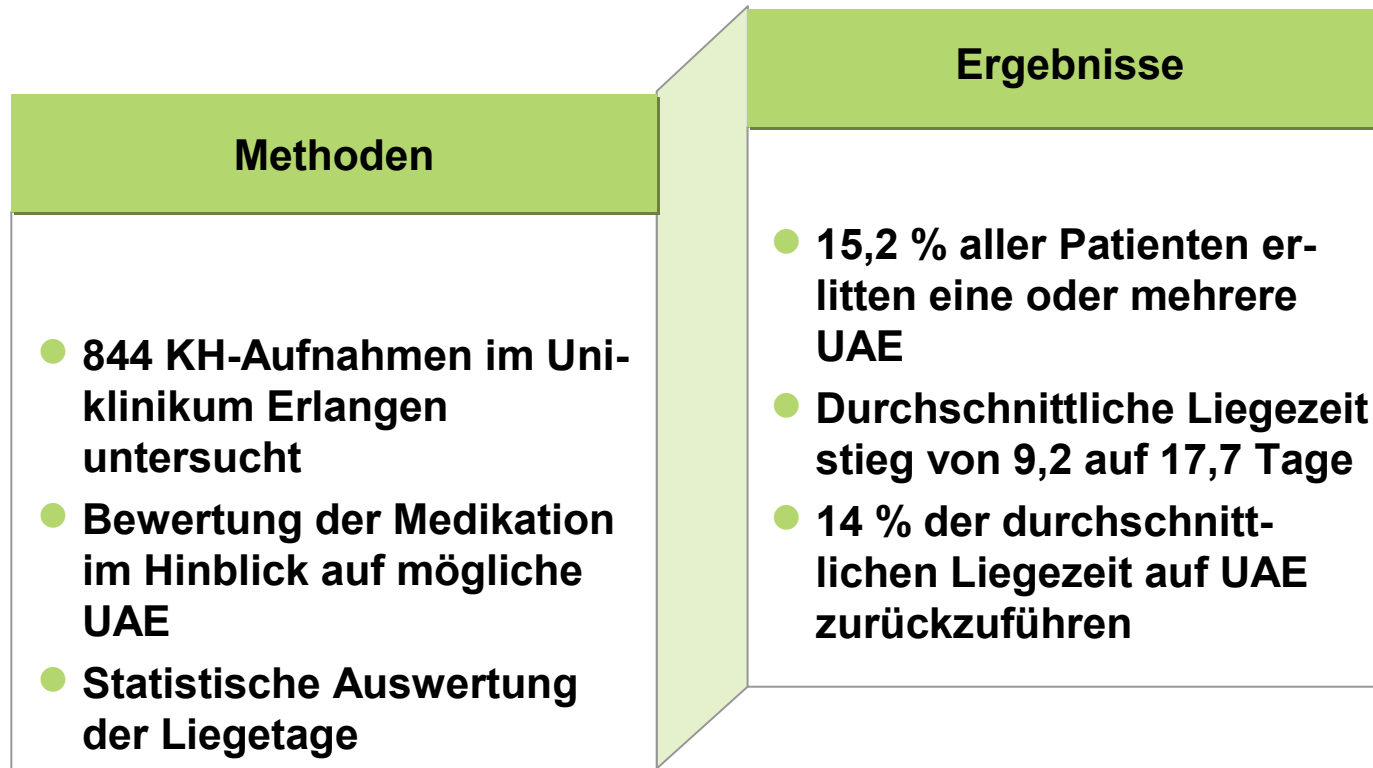 Methoden
844 KH-Aufnahmen im Uni-
klinikum Erlangen
untersucht
Bewertung der Medikation
im Hinblick auf mögliche
UAE
Statistische Auswertung
der Liegetage
Ergebnisse
15,2 % aller Patienten er-
litten eine oder mehrere
UAE
Durchschnittliche Liegezeit
stieg von 9,2 auf 17,7 Tage
14 % der durchschnitt-
lichen Liegezeit auf UAE
zurückzuführen